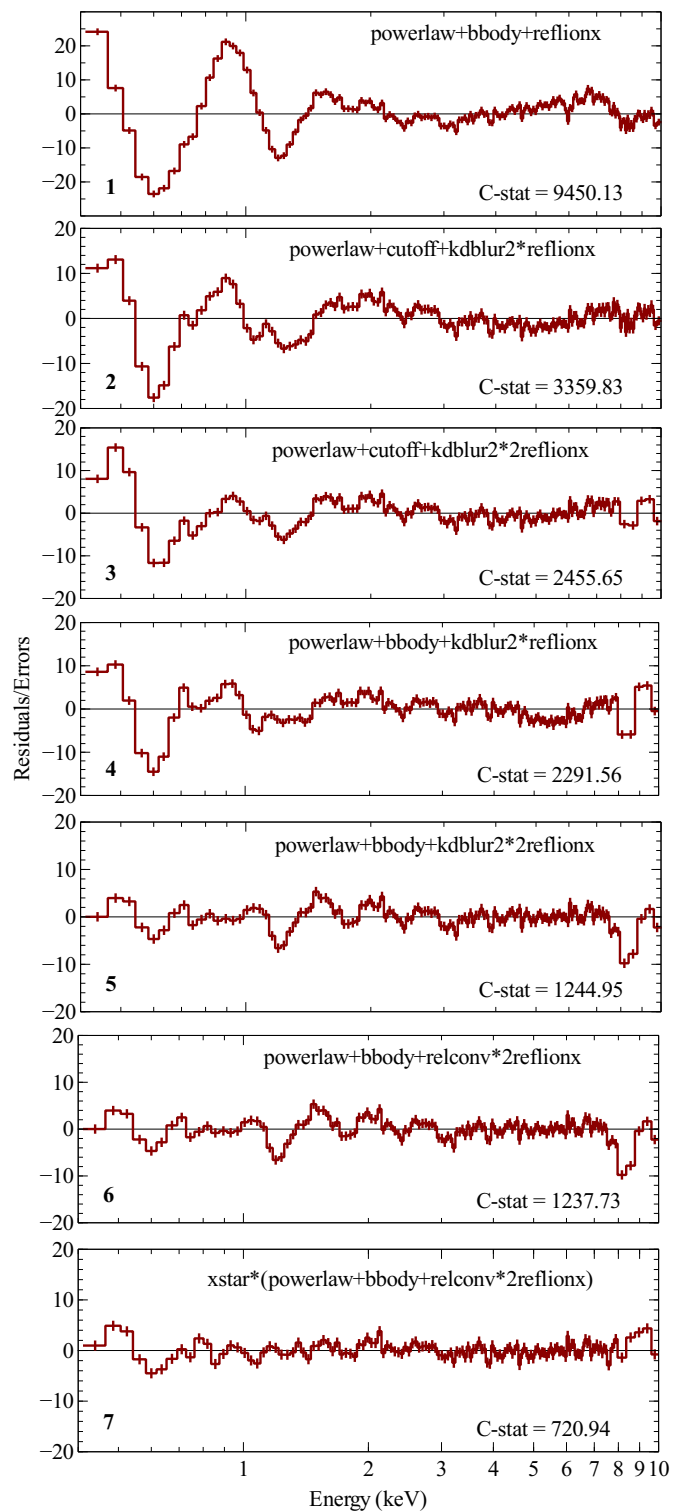 powerlaw+bbody+reflionx
20
10
0
−10
−20
1
C-stat = 9450.13
20
powerlaw+cutoff+kdblur2*reflionx
10
0
−10
2
C-stat = 3359.83
−20
20
powerlaw+cutoff+kdblur2*2reflionx
10
0
−10
3
C-stat = 2455.65
−20
20
powerlaw+bbody+kdblur2*reflionx
10
0
−10
4
C-stat = 2291.56
−20
Residuals/Errors
20
powerlaw+bbody+kdblur2*2reflionx
10
0
−10
5
C-stat = 1244.95
−20
20
powerlaw+bbody+relconv*2reflionx
10
0
−10
6
C-stat = 1237.73
−20
20
xstar*(powerlaw+bbody+relconv*2reflionx)
10
0
−10
7
C-stat = 720.94
−20
1 2 3 4 5 6 7 8 9 10
Energy (keV)